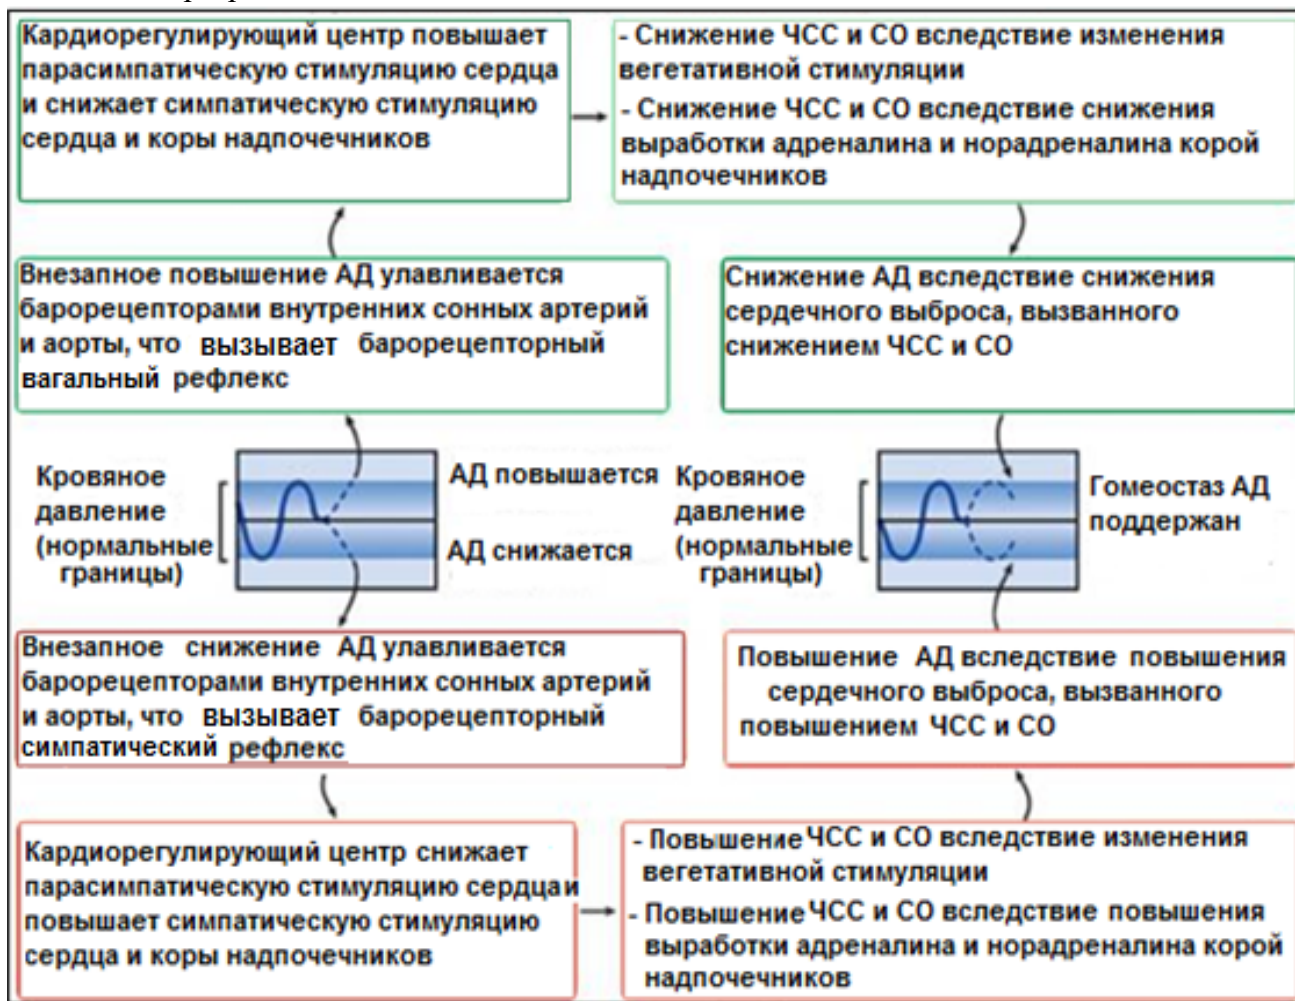 Кардиорегулирующий центр повышает
парасимпатическую стимуляцию сердца
и снижает симпатическую стимуляцию
сердца и коры надпочечников
- Снижение ЧСС и СО вследствие изменения
вегетативной стимуляции
- Снижение ЧСС и СО вследствие снижения
выработки адреналина и норадреналина корой
надпочечников
Внезапное повышение АД улавливается
барорецепторами внутренних сонных артерий
и аорты, что вызывает барорецепторный
вагальный рефлекс
Снижение АД вследствие снижения
сердечного выброса, вызванного
снижением ЧСС и СО
Кровяное
давление
(нормальные
границы)
АД повышается
АД снижается
Кровяное
давление
(нормальные
границы)
Гомеостаз АД
поддержан
Внезапное снижение АД улавливается
барорецепторами внутренних сонных артерий
и аорты, что вызывает барорецепторный
симпатический рефлекс
Повышение АД вследствие повышения
сердечного выброса, вызванного
повышением ЧСС и СО
Кардиорегулирующий центр снижает
парасимпатическую стимуляцию сердца и
повышает симпатическую стимуляцию
сердца и коры надпочечников
- Повышение ЧСС и СО вследствие изменения
вегетативной стимуляции
- Повышение ЧСС и СО вследствие повышения
выработки адреналина и норадреналина корой
надпочечников